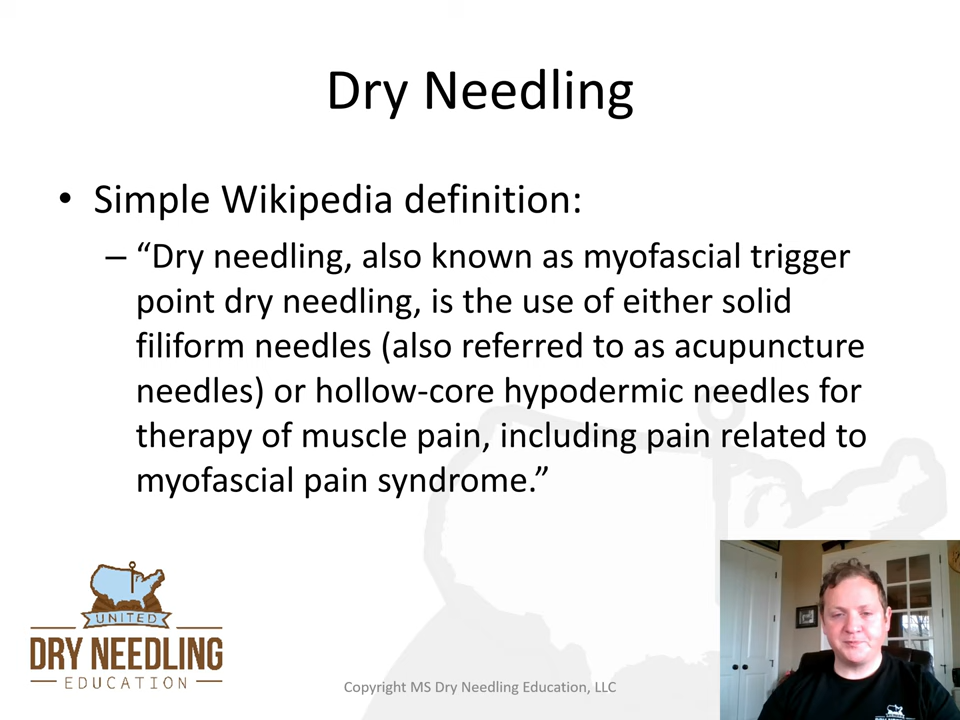 Dry Needling
• Simple Wikipedia definition:
– “Dry needling, also known as myofascial trigger
point dry needling, is the use of either solid
filiform needles (also referred to as acupuncture
needles) or hollow-core hypodermic needles for
therapy of muscle pain, including pain related to
myofascial pain syndrome.”
UNITED
DRY NEEDLING
EDUCATION
Copyright MS Dry Needling Education, LLC